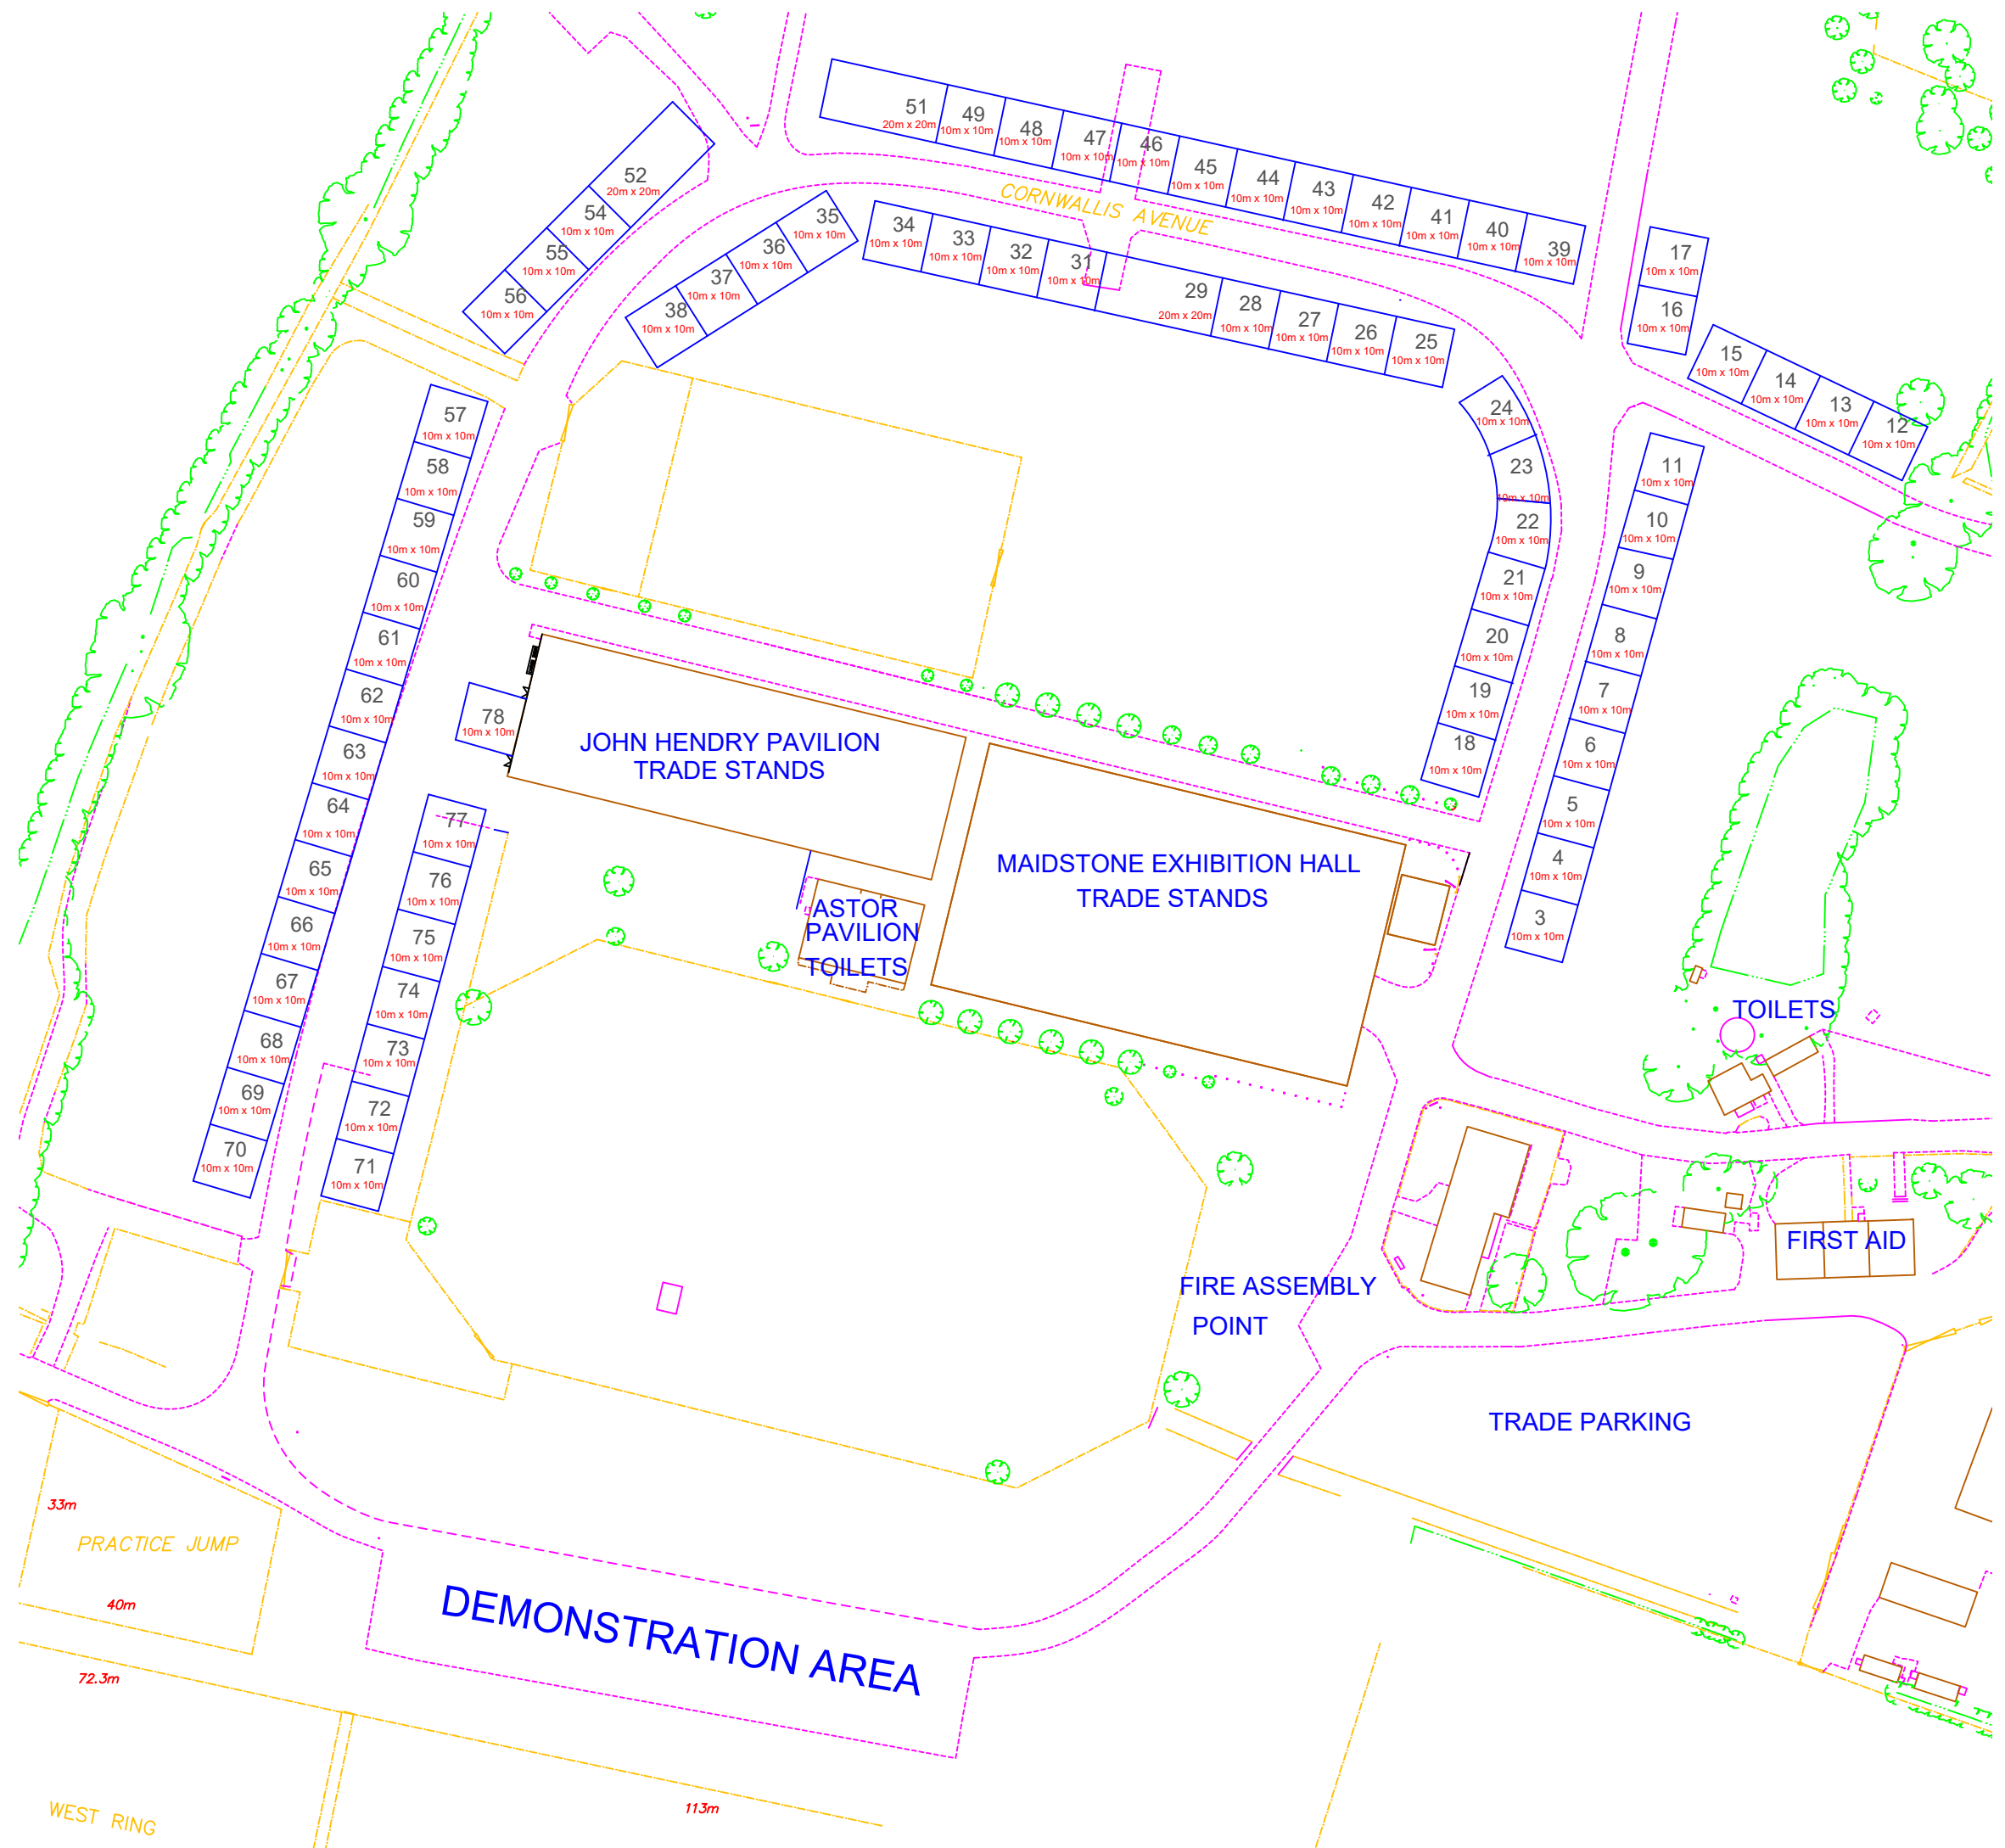 51
20m x 20m
49
10m x 10m
48
10m x 10m
47
10m x 10m
46
10m x 10m
45
10m x 10m
44
10m x 10m
43
10m x 10m
42
10m x 10m
41
10m x 10m
40
10m x 10m
39
10m x 10m
52
20m x 20m
54
10m x 10m
55
10m x 10m
56
10m x 10m
CORNWALLIS AVENUE
35
10m x 10m
36
10m x 10m
37
10m x 10m
38
10m x 10m
34
10m x 10m
33
10m x 10m
32
10m x 10m
31
10m x 10m
29
20m x 20m
28
10m x 10m
27
10m x 10m
26
10m x 10m
25
10m x 10m
17
10m x 10m
16
10m x 10m
15
10m x 10m
14
10m x 10m
13
10m x 10m
12
10m x 10m
24
10m x 10m
23
10m x 10m
22
10m x 10m
21
10m x 10m
20
10m x 10m
19
10m x 10m
18
10m x 10m
11
10m x 10m
10
10m x 10m
9
10m x 10m
8
10m x 10m
7
10m x 10m
6
10m x 10m
5
10m x 10m
4
10m x 10m
3
10m x 10m
57
10m x 10m
58
10m x 10m
59
10m x 10m
60
10m x 10m
61
10m x 10m
62
10m x 10m
63
10m x 10m
64
10m x 10m
65
10m x 10m
66
10m x 10m
67
10m x 10m
68
10m x 10m
69
10m x 10m
70
10m x 10m
78
10m x 10m
77
10m x 10m
76
10m x 10m
75
10m x 10m
74
10m x 10m
73
10m x 10m
72
10m x 10m
71
10m x 10m
JOHN HENDRY PAVILION
TRADE STANDS
MAIDSTONE EXHIBITION HALL
TRADE STANDS
ASTOR
PAVILION
TOILETS
TOILETS
FIRST AID
FIRE ASSEMBLY
POINT
TRADE PARKING
33m
PRACTICE JUMP
40m
DEMONSTRATION AREA
72.3m
113m
WEST RING